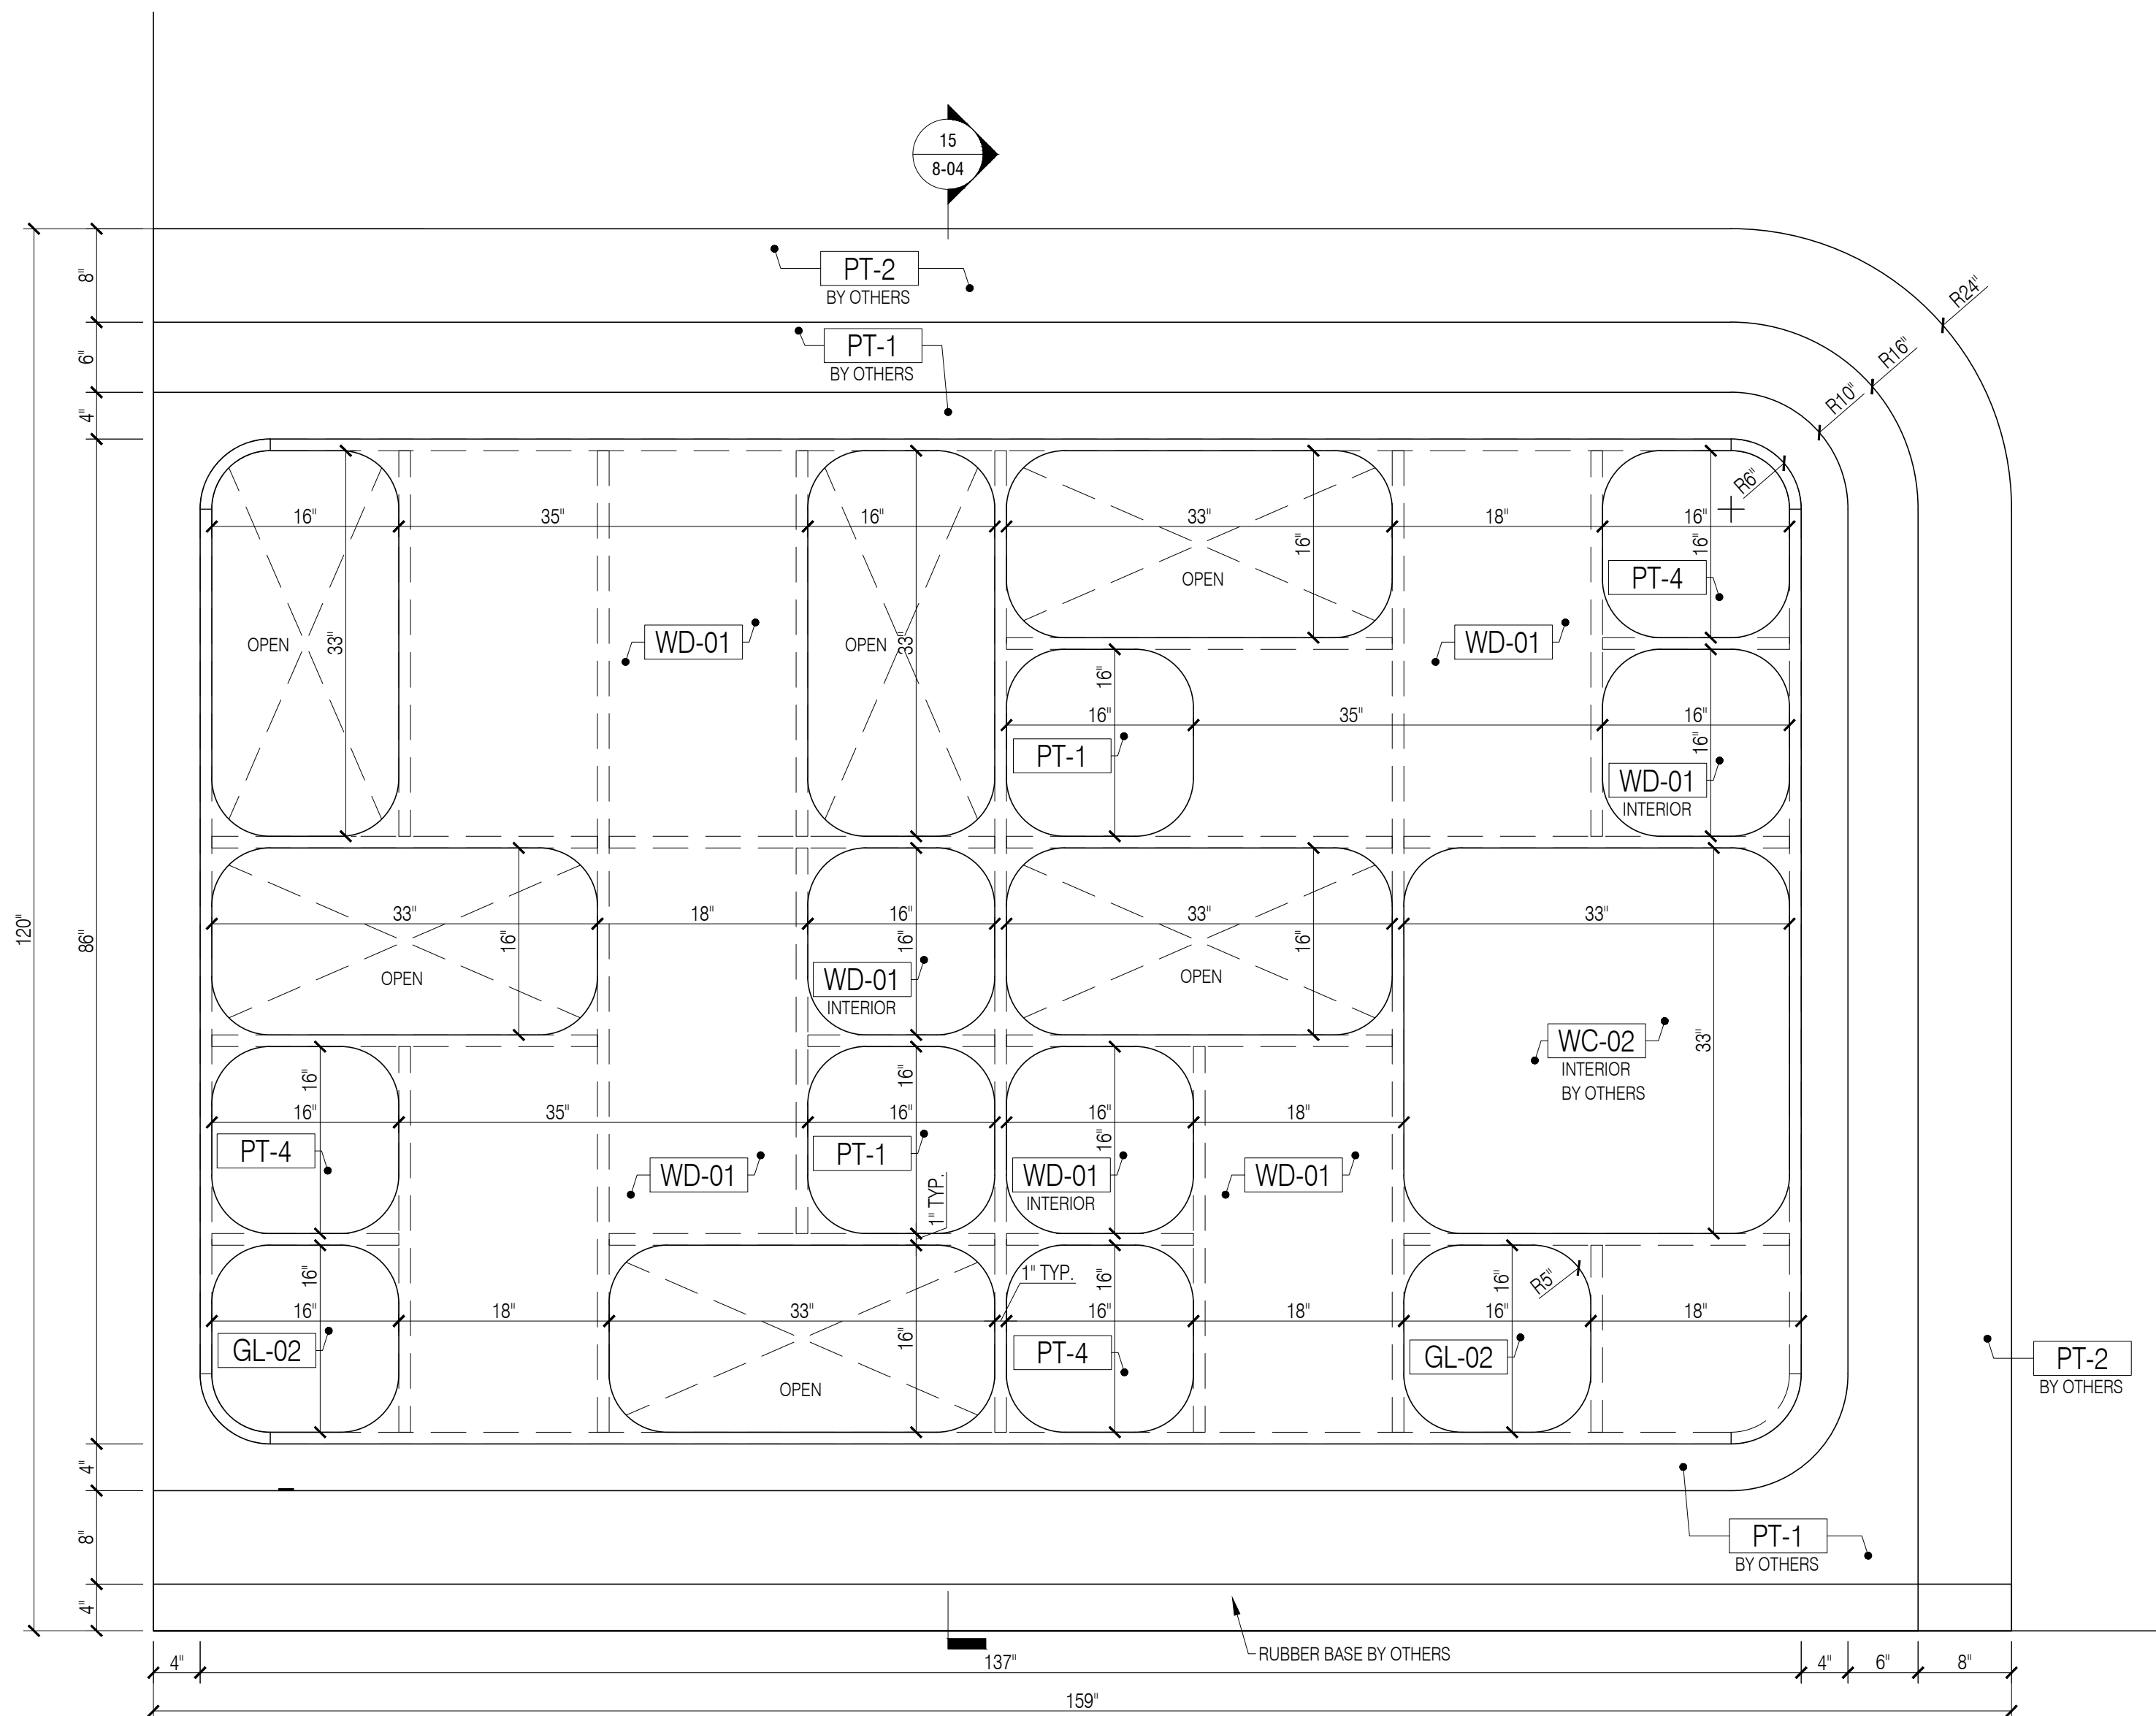 15
8-04
PT-2
BY OTHERS
PT-1
BY OTHERS
8"
6"
4"
R24"
R16"
R10"
R6"
16"
35"
16"
33"
18"
16"
16"
16"
OPEN
PT-4
OPEN
33"
WD-01
OPEN
33"
WD-01
16"
16"
35"
16"
16"
PT-1
WD-01
INTERIOR
120"
86"
33"
18"
16"
33"
33"
16"
16"
16"
OPEN
WD-01
INTERIOR
OPEN
WC-02
INTERIOR
BY OTHERS
33"
16"
16"
16"
35"
16"
16"
18"
16"
PT-4
PT-1
WD-01
INTERIOR
WD-01
WD-01
1" TYP.
16"
1" TYP.
16"
16"
R5"
16"
18"
33"
16"
18"
16"
18"
16"
GL-02
OPEN
PT-4
GL-02
PT-2
BY OTHERS
4"
8"
4"
PT-1
BY OTHERS
RUBBER BASE BY OTHERS
4"
137"
4"
6"
8"
159"